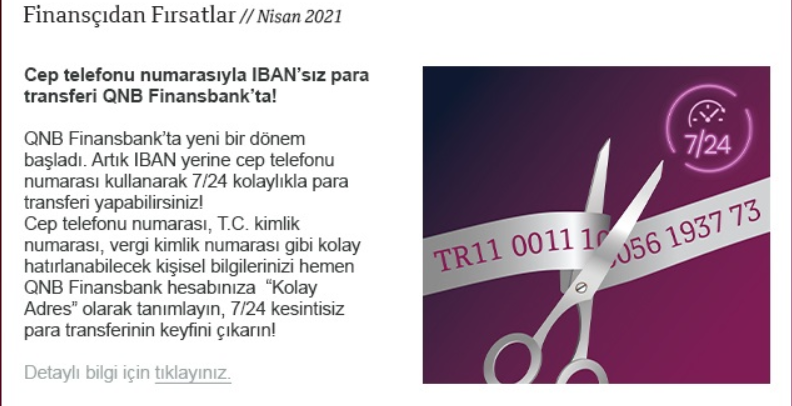 Finansçıdan Fırsatlar // Nisan 2021
Cep telefonu numarasıyla IBAN’sız para
transferi QNB Finansbank’ta!
QNB Finansbank’ta yeni bir dönem
başladı. Artık IBAN yerine cep telefonu
numarası kullanarak 7/24 kolaylıkla para
transferi yapabilirsiniz!
Cep telefonu numarası, T.C. kimlik
numarası, vergi kimlik numarası gibi kolay
hatırlanabilecek kişisel bilgilerinizi hemen
QNB Finansbank hesabınıza “Kolay
Adres” olarak tanımlayın, 7/24 kesintisiz
para transferinin keyfini çıkarın!
Detaylı bilgi için tıklayınız.
7/24
TR11 0011 1 056 1937 73